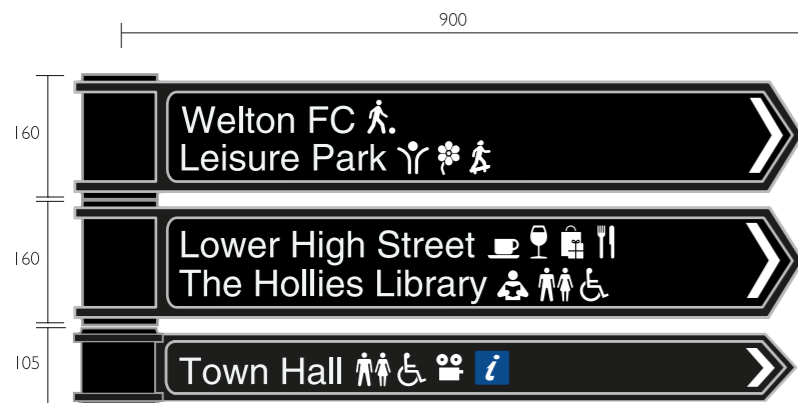 900
160
Welton FC
Leisure Park
160
Lower High Street
The Hollies Library
105
Town Hall i